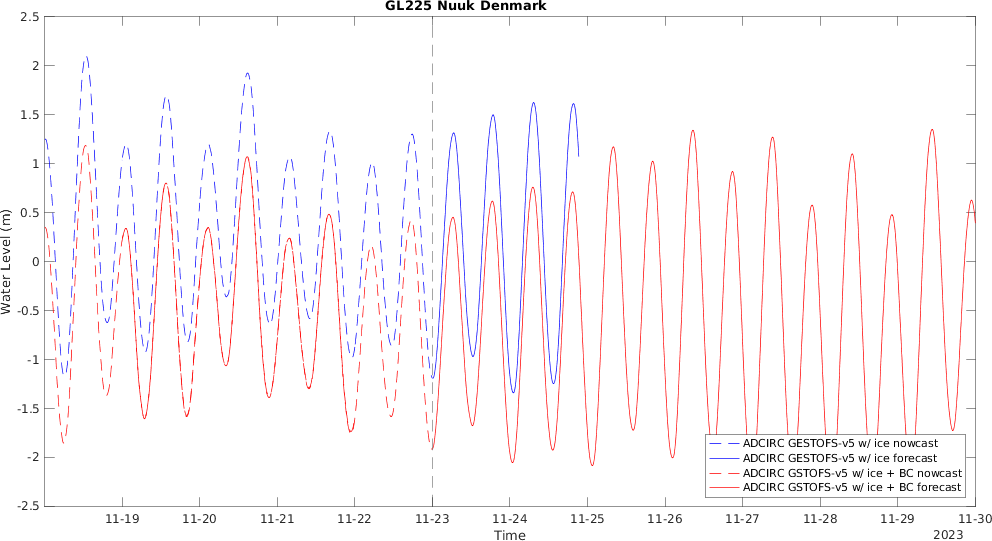 GL225 Nuuk Denmark
2.5
2
1.5
1
0.5
0
-0.5
-1
-1.5
-2
-2.5
Water Level (m)
ADCIRC GESTOFS-v5 w/ ice nowcast
ADCIRC GESTOFS-v5 w/ ice forecast
ADCIRC GSTOFS-v5 w/ ice + BC nowcast
ADCIRC GSTOFS-v5 w/ ice + BC forecast
11-19 11-20 11-21 11-22 11-23 11-24 11-25 11-26 11-27 11-28 11-29 11-30
Time
2023